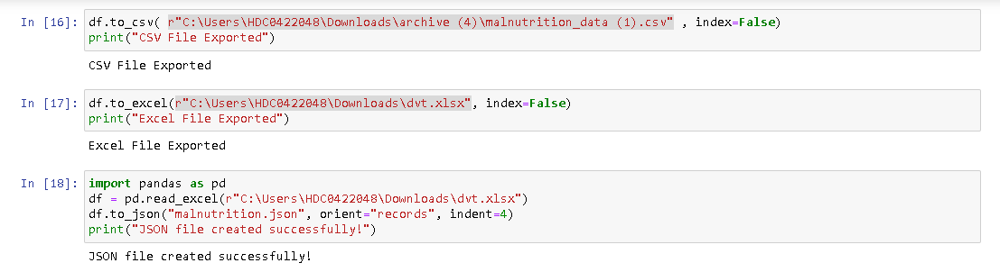 In [16]: df.to_csv( r"C:\Users\HDC0422048\Downloads\archive (4)\malnutrition_data (1).csv" , index=False)
print("CSV File Exported")
CSV File Exported
In [17]: df.to_excel(r"C:\Users\HDC0422048\Downloads\dvt.xlsx", index=False)
print("Excel File Exported")
Excel File Exported
In [18]: import pandas as pd
df = pd.read_excel(r"C:\Users\HDC0422048\Downloads\dvt.xlsx")
df.to_json("malnutrition.json", orient="records", indent=4)
print("JSON file created successfully!")
JSON file created successfully!